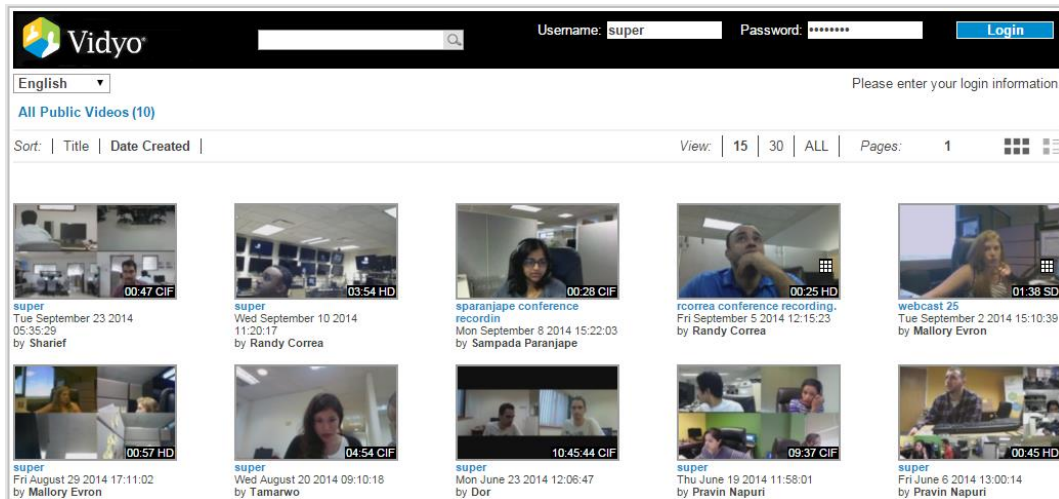 Vidyo®
Username: super
Password: ••••••••
Login
English ▼
Please enter your login information
All Public Videos (10)
Sort: | Title | Date Created |
View: | 15 | 30 | ALL | Pages: 1
00:47 CIF
super
Tue September 23 2014
05:35:29
by Sharief
03:54 HD
super
Wed September 10 2014
11:20:17
by Randy Correa
00:28 CIF
sparanjape conference
recordin
Mon September 8 2014 15:22:03
by Sampada Paranjape
00:25 HD
rcorrea conference recording.
Fri September 5 2014 12:15:23
by Randy Correa
01:38 SD
webcast 25
Tue September 2 2014 15:10:39
by Mallory Evron
00:57 HD
super
Fri August 29 2014 17:11:02
by Mallory Evron
04:54 CIF
super
Wed August 20 2014 09:10:18
by Tamarwo
10:45:44 CIF
super
Mon June 23 2014 12:06:47
by Dor
09:37 CIF
super
Thu June 19 2014 11:58:01
by Pravin Napuri
00:45 HD
super
Fri June 6 2014 13:00:14
by Pravin Napuri